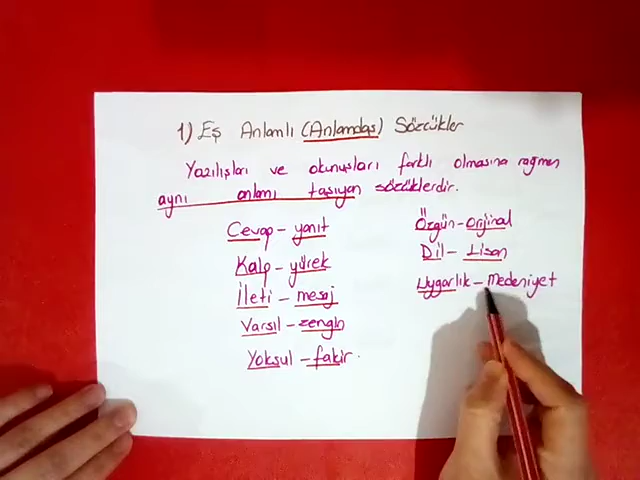 1) Eş Anlamlı (Anlamdaş) Sözcükler
Yazılışları ve okunuşları farklı olmasına rağmen
aynı anlamı taşıyan sözcüklerdir.
Cevap - yanıt
Kalp - yürek
İleti - mesaj
Varsıl - zengin
Yoksul - fakir.
Özgün - orijinal
Dil - Lisan
Uygarlık - Medeniyet